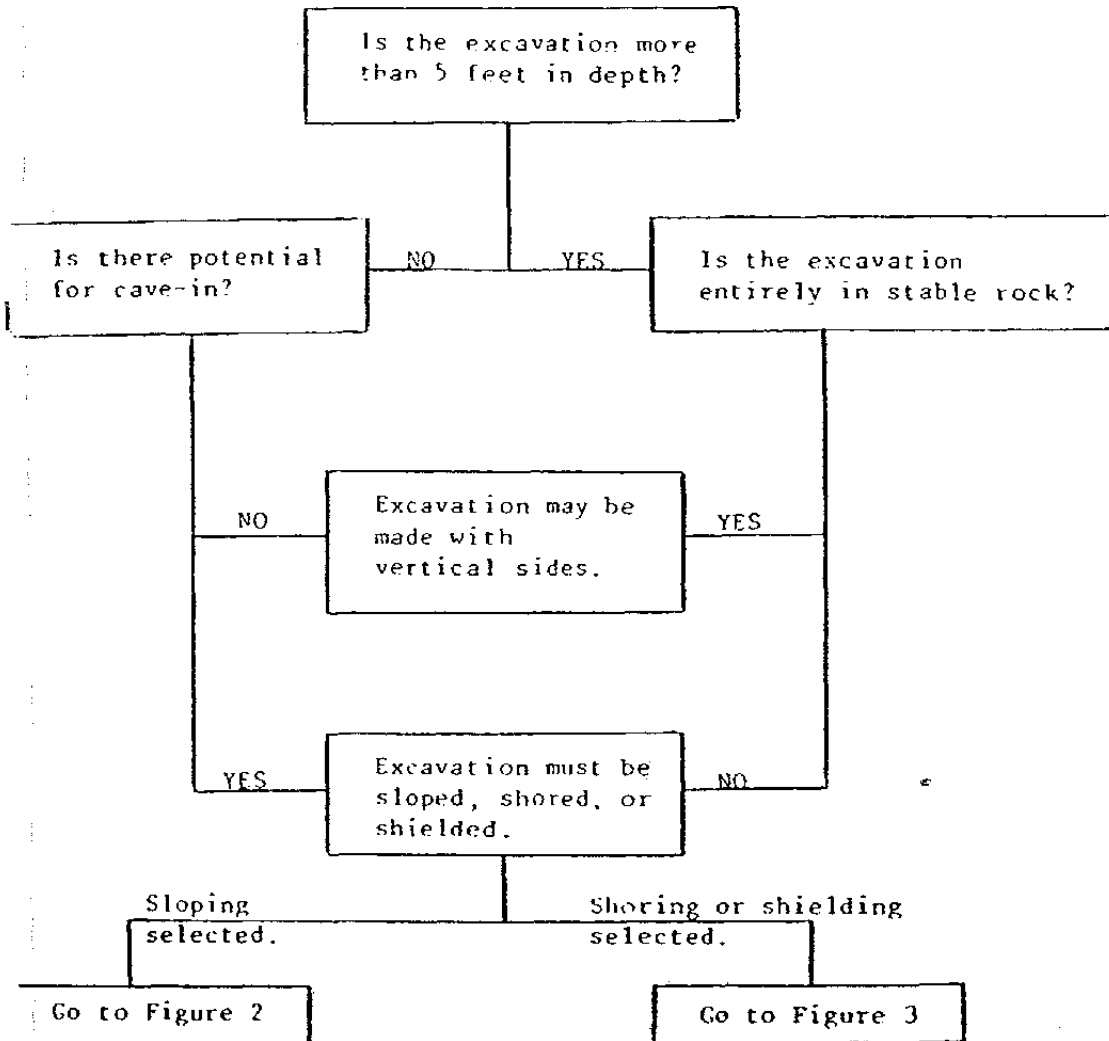 Is the excavation more
than 5 feet in depth?
Is there potential
for cave-in?
NO
YES
Is the excavation
entirely in stable rock?
NO
Excavation may be
made with
vertical sides.
YES
YES
Excavation must be
sloped, shored, or
shielded.
NO
Sloping
selected.
Shoring or shielding
selected.
Go to Figure 2
Go to Figure 3